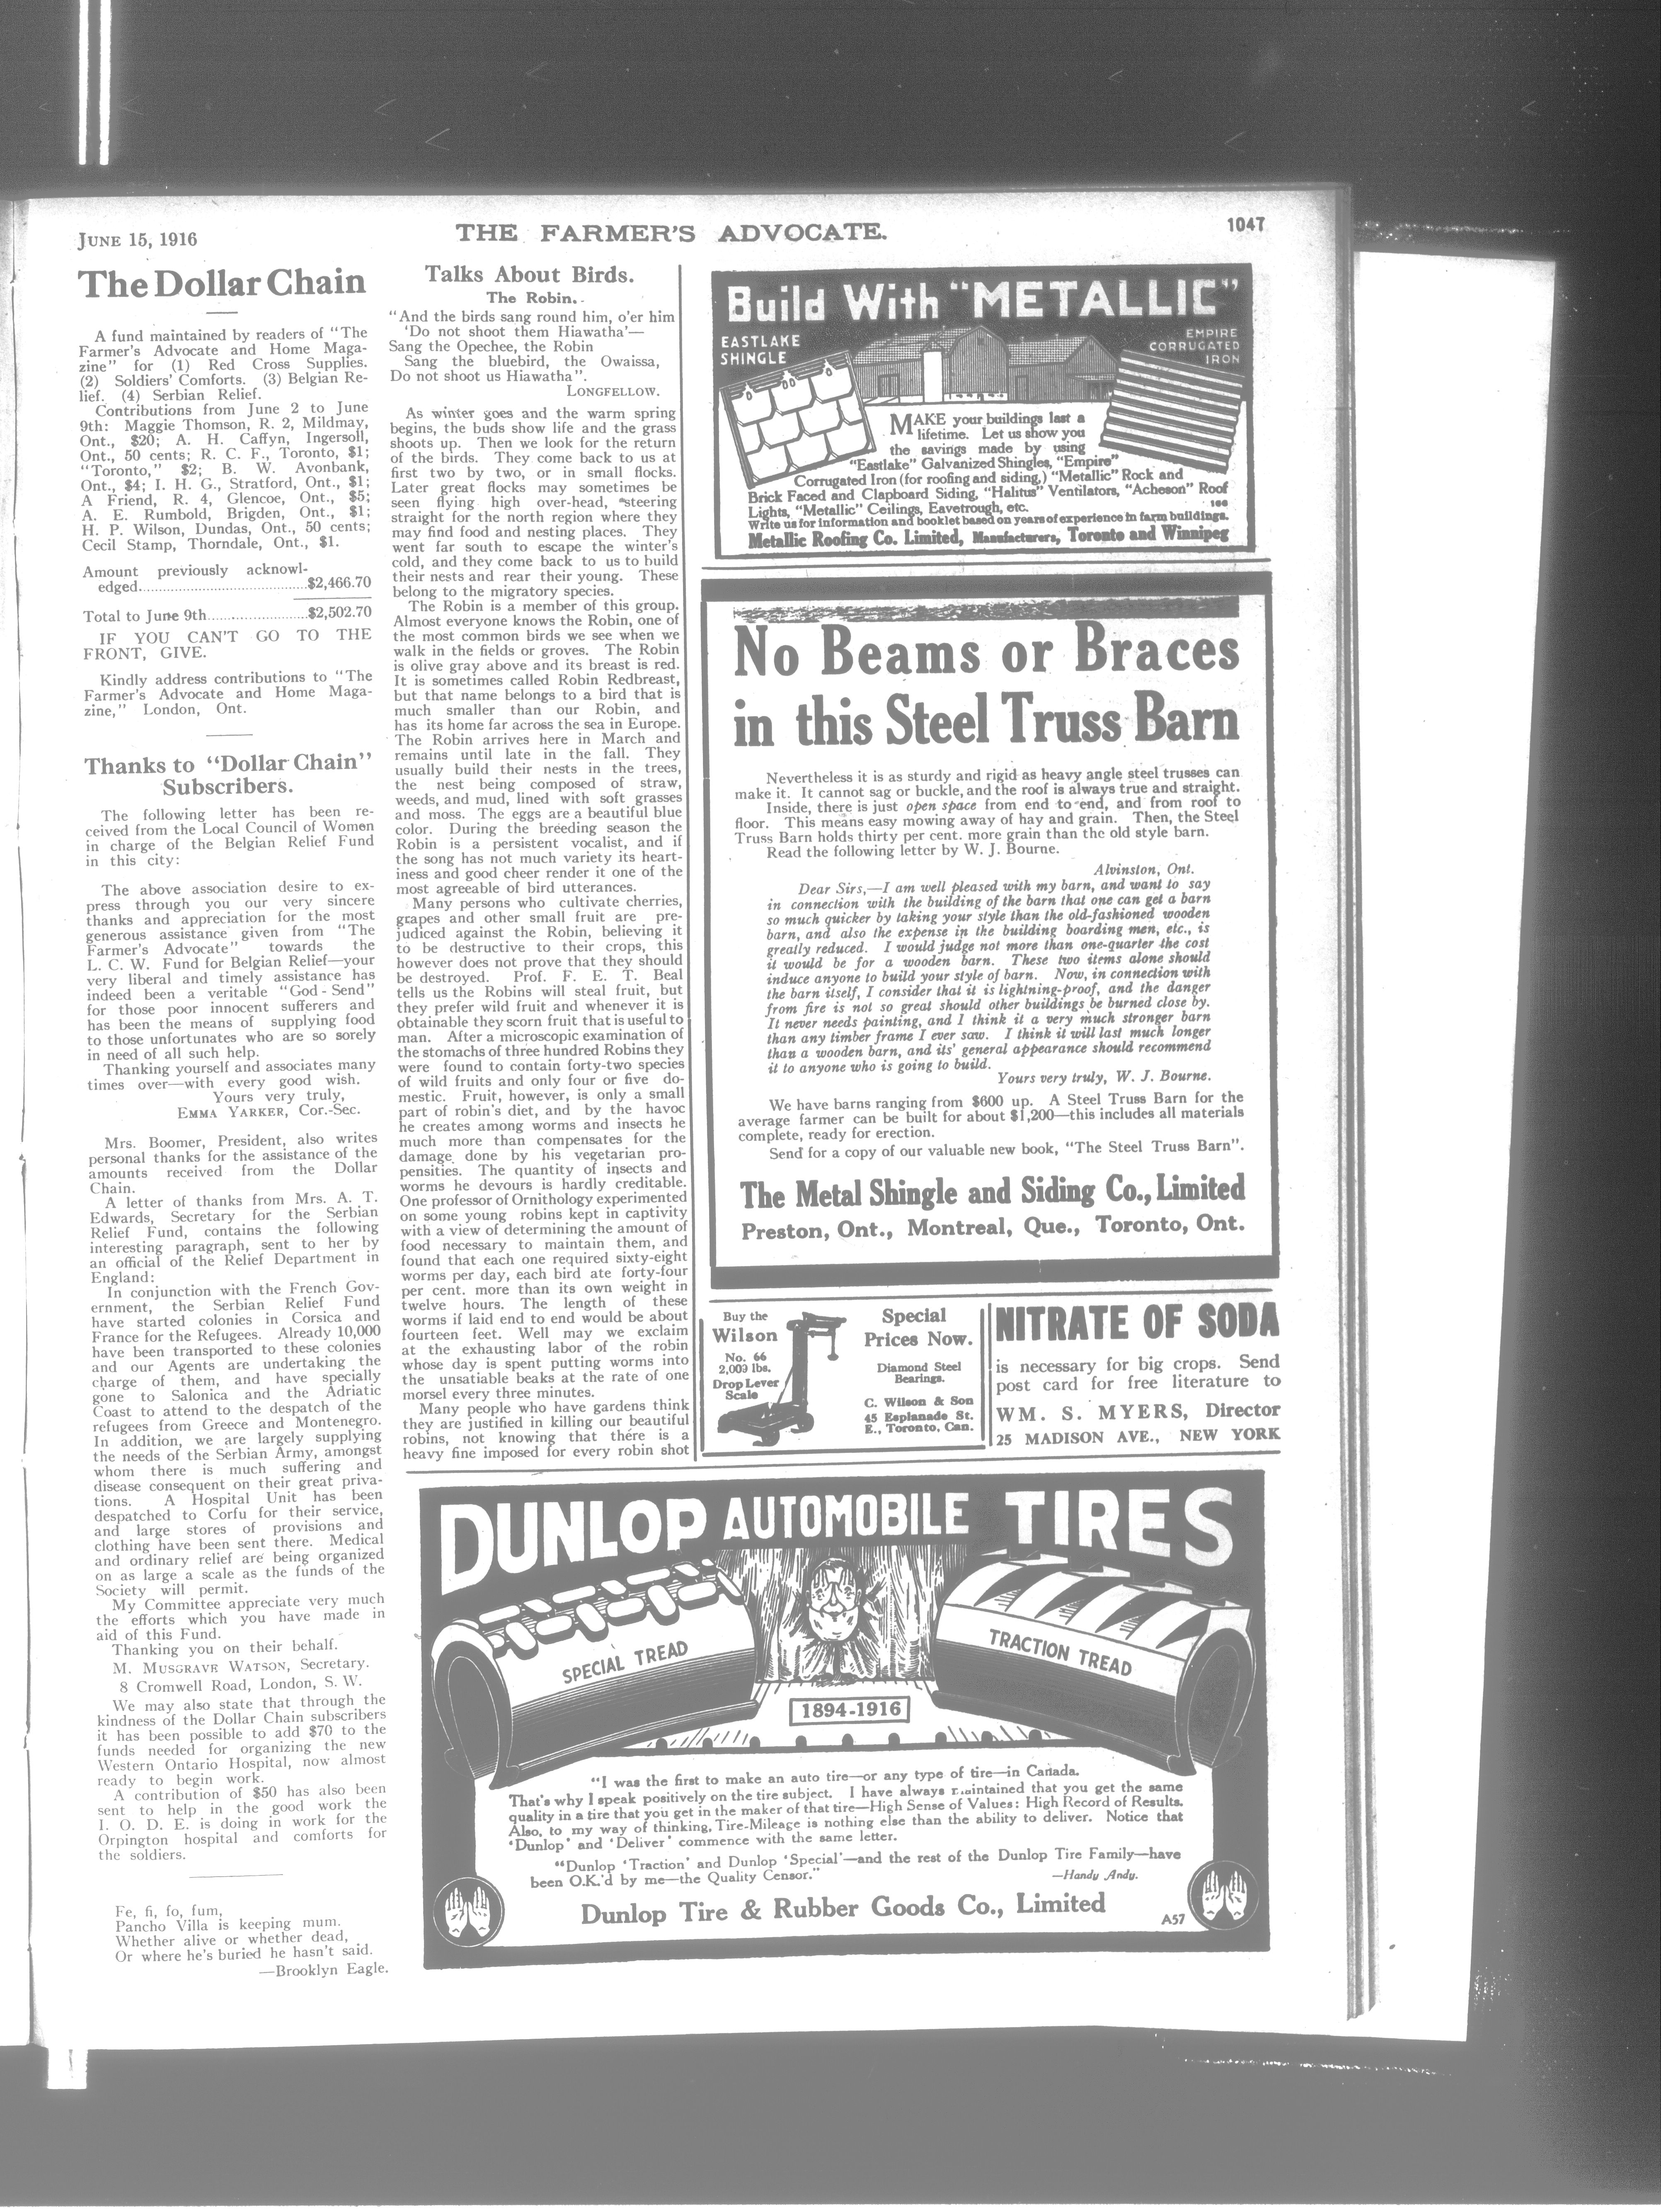 JUNE 15, 1916
THE FARMER'S ADVOCATE.
1047
The Dollar Chain
A fund maintained by readers of "The
Farmer's Advocate and Home Maga-
zine" for (1) Red Cross Supplies.
(2) Soldiers' Comforts. (3) Belgian Re-
lief. (4) Serbian Relief.
Contributions from June 2 to June
9th: Maggie Thomson, R. 2, Mildmay,
Ont., $20; A. H. Caffyn, Ingersoll,
Ont., 50 cents; R. C. F., Toronto, $1;
"Toronto," $2; B. W. Avonbank,
Ont., $4; I. H. G., Stratford, Ont., $1;
A Friend, R. 4, Glencoe, Ont., $5;
A. E. Rumbold, Brigden, Ont., $1;
H. P. Wilson, Dundas, Ont., 50 cents;
Cecil Stamp, Thorndale, Ont., $1.
Amount previously acknowl-
edged..........$2,466.70
Total to June 9th..........$2,502.70
IF YOU CAN'T GO TO THE
FRONT, GIVE.
Kindly address contributions to "The
Farmer's Advocate and Home Maga-
zine," London, Ont.
Thanks to "Dollar Chain"
Subscribers.
The following letter has been re-
ceived from the Local Council of Women
in charge of the Belgian Relief Fund
in this city:
The above association desire to ex-
press through you our very sincere
thanks and appreciation for the most
generous assistance given from "The
Farmer's Advocate" towards the
L. C. W. Fund for Belgian Relief—your
very liberal and timely assistance has
indeed been a veritable "God-Send"
for those poor innocent sufferers and
has been the means of supplying food
to those unfortunates who are so sorely
in need of all such help.
Thanking yourself and associates many
times over—with every good wish.
Yours very truly,
EMMA YARKER, Cor.-Sec.
Mrs. Boomer, President, also writes
personal thanks for the assistance of the
amounts received from the Dollar
Chain.
A letter of thanks from Mrs. A. T.
Edwards, Secretary for the Serbian
Relief Fund, contains the following
interesting paragraph, sent to her by
an official of the Relief Department in
England:
In conjunction with the French Gov-
ernment, the Serbian Relief Fund
have started colonies in Corsica and
France for the Refugees. Already 10,000
have been transported to these colonies
and our Agents are undertaking the
charge of them, and have specially
gone to Salonica and the Adriatic
Coast to attend to the despatch of the
refugees from Greece and Montenegro.
In addition, we are largely supplying
the needs of the Serbian Army, amongst
whom there is much suffering and
disease consequent on their great priva-
tions. A Hospital Unit has been
despatched to Corfu for their service,
and large stores of provisions and
clothing have been sent there. Medical
and ordinary relief are being organized
on as large a scale as the funds of the
Society will permit.
My Committee appreciate very much
the efforts which you have made in
aid of this Fund.
Thanking you on their behalf.
M. MUSGRAVE WATSON, Secretary.
8 Cromwell Road, London, S. W.
We may also state that through the
kindness of the Dollar Chain subscribers
it has been possible to add $70 to the
funds needed for organizing the new
Western Ontario Hospital, now almost
ready to begin work.
A contribution of $50 has also been
sent to help in the good work the
I. O. D. E. is doing in work for the
Orpington hospital and comforts for
the soldiers.
Fe, fi, fo, fum,
Pancho Villa is keeping mum.
Whether alive or whether dead,
Or where he's buried he hasn't said.
—Brooklyn Eagle.
Talks About Birds.
The Robin.
"And the birds sang round him, o'er him
'Do not shoot them Hiawatha'—
Sang the Opechee, the Robin
Sang the bluebird, the Owaissa,
Do not shoot us Hiawatha".
LONGFELLOW.
As winter goes and the warm spring
begins, the buds show life and the grass
shoots up. Then we look for the return
of the birds. They come back to us at
first two by two, or in small flocks.
Later great flocks may sometimes be
seen flying high over-head, steering
straight for the north region where they
may find food and nesting places. They
went far south to escape the winter's
cold, and they come back to us to build
their nests and rear their young. These
belong to the migratory species.
The Robin is a member of this group.
Almost everyone knows the Robin, one of
the most common birds we see when we
walk in the fields or groves. The Robin
is olive gray above and its breast is red.
It is sometimes called Robin Redbreast,
but that name belongs to a bird that is
much smaller than our Robin, and
has its home far across the sea in Europe.
The Robin arrives here in March and
remains until late in the fall. They
usually build their nests in the trees,
the nest being composed of straw,
weeds, and mud, lined with soft grasses
and moss. The eggs are a beautiful blue
color. During the breeding season the
Robin is a persistent vocalist, and if
the song has not much variety its heart-
iness and good cheer render it one of the
most agreeable of bird utterances.
Many persons who cultivate cherries,
grapes and other small fruit are pre-
judiced against the Robin, believing it
to be destructive to their crops, this
however does not prove that they should
be destroyed. Prof. F. E. T. Beal
tells us the Robins will steal fruit, but
they prefer wild fruit and whenever it is
obtainable they scorn fruit that is useful to
man. After a microscopic examination of
the stomachs of three hundred Robins they
were found to contain forty-two species
of wild fruits and only four or five do-
mestic. Fruit, however, is only a small
part of robin's diet, and by the havoc
he creates among worms and insects he
much more than compensates for the
damage done by his vegetarian pro-
pensities. The quantity of insects and
worms he devours is hardly creditable.
One professor of Ornithology experimented
on some young robins kept in captivity
with a view of determining the amount of
food necessary to maintain them, and
found that each one required sixty-eight
worms per day, each bird ate forty-four
per cent. more than its own weight in
twelve hours. The length of these
worms if laid end to end would be about
fourteen feet. Well may we exclaim
at the exhausting labor of the robin
whose day is spent putting worms into
the unsatiable beaks at the rate of one
morsel every three minutes.
Many people who have gardens think
they are justified in killing our beautiful
robins, not knowing that there is a
heavy fine imposed for every robin shot
Build With "METALLIC"
EASTLAKE
SHINGLE
EMPIRE
CORRUGATED
IRON
MAKE your buildings last a
lifetime. Let us show you
the savings made by using
"Eastlake" Galvanized Shingles, "Empire"
Corrugated Iron (for roofing and siding,) "Metallic" Rock and
Brick Faced and Clapboard Siding, "Halitus" Ventilators, "Acheson" Roof
Lights, "Metallic" Ceilings, Eavetrough, etc.
Write us for information and booklet based on years of experience in farm buildings.
Metallic Roofing Co. Limited, Manufacturers, Toronto and Winnipeg
No Beams or Braces
in this Steel Truss Barn
Nevertheless it is as sturdy and rigid as heavy angle steel trusses can
make it. It cannot sag or buckle, and the roof is always true and straight.
Inside, there is just open space from end to end, and from roof to
floor. This means easy mowing away of hay and grain. Then, the Steel
Truss Barn holds thirty per cent. more grain than the old style barn.
Read the following letter by W. J. Bourne.
Alvinston, Ont.
Dear Sirs,—I am well pleased with my barn, and want to say
in connection with the building of the barn that one can get a barn
so much quicker by taking your style than the old-fashioned wooden
barn, and also the expense in the building boarding men, etc., is
greatly reduced. I would judge not more than one-quarter the cost
it would be for a wooden barn. These two items alone should
induce anyone to build your style of barn. Now, in connection with
the barn itself, I consider that it is lightning-proof, and the danger
from fire is not so great should other buildings be burned close by.
It never needs painting, and I think it a very much stronger barn
than any timber frame I ever saw. I think it will last much longer
than a wooden barn, and its' general appearance should recommend
it to anyone who is going to build.
Yours very truly, W. J. Bourne.
We have barns ranging from $600 up. A Steel Truss Barn for the
average farmer can be built for about $1,200—this includes all materials
complete, ready for erection.
Send for a copy of our valuable new book, "The Steel Truss Barn".
The Metal Shingle and Siding Co., Limited
Preston, Ont., Montreal, Que., Toronto, Ont.
Buy the
Wilson
No. 66
2,000 lbs.
Drop Lever
Scale
Special
Prices Now.
Diamond Steel
Bearings.
C. Wilson & Son
45 Esplanade St.
E., Toronto, Can.
NITRATE OF SODA
is necessary for big crops. Send
post card for free literature to
WM. S. MYERS, Director
25 MADISON AVE., NEW YORK
DUNLOP AUTOMOBILE TIRES
SPECIAL TREAD
TRACTION TREAD
1894-1916
"I was the first to make an auto tire—or any type of tire—in Canada.
That's why I speak positively on the tire subject. I have always maintained that you get the same
quality in a tire that you get in the maker of that tire—High Sense of Values: High Record of Results.
Also, to my way of thinking, Tire-Mileage is nothing else than the ability to deliver. Notice that
'Dunlop' and 'Deliver' commence with the same letter.
"Dunlop 'Traction' and Dunlop 'Special'—and the rest of the Dunlop Tire Family—have
been O.K.'d by me—the Quality Censor."
—Handy Andy.
Dunlop Tire & Rubber Goods Co., Limited
A57